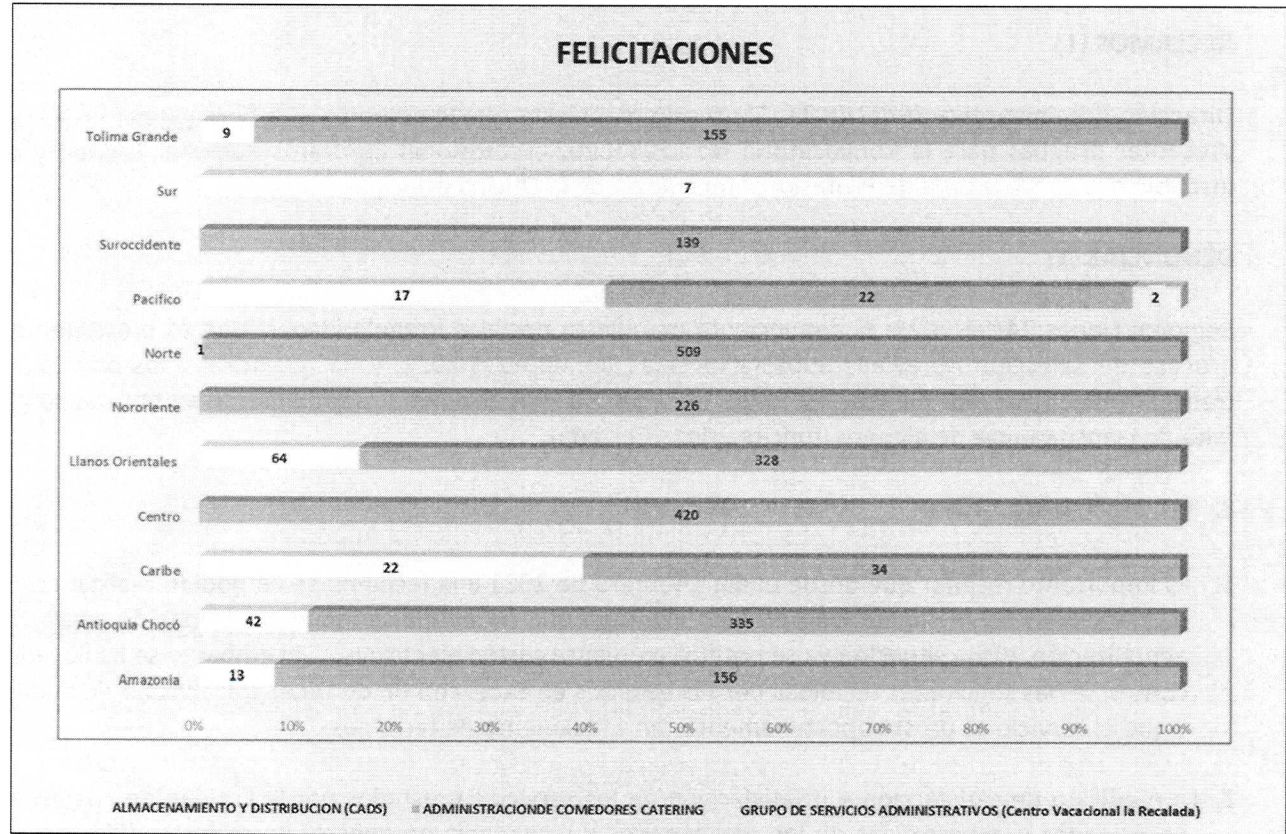 FELICITACIONES
Tolima Grande 9 155
Sur 7
Suroccidente 139
Pacifico 17 22 2
Norte 1 509
Nororiente 226
Llanos Orientales 64 328
Centro 420
Caribe 22 34
Antioquia Chocó 42 335
Amazonia 13 156
0% 10% 20% 30% 40% 50% 60% 70% 80% 90% 100%
ALMACENAMIENTO Y DISTRIBUCION (CADS) ADMINISTRACIONDE COMEDORES CATERING GRUPO DE SERVICIOS ADMINISTRATIVOS (Centro Vacacional la Recalada)